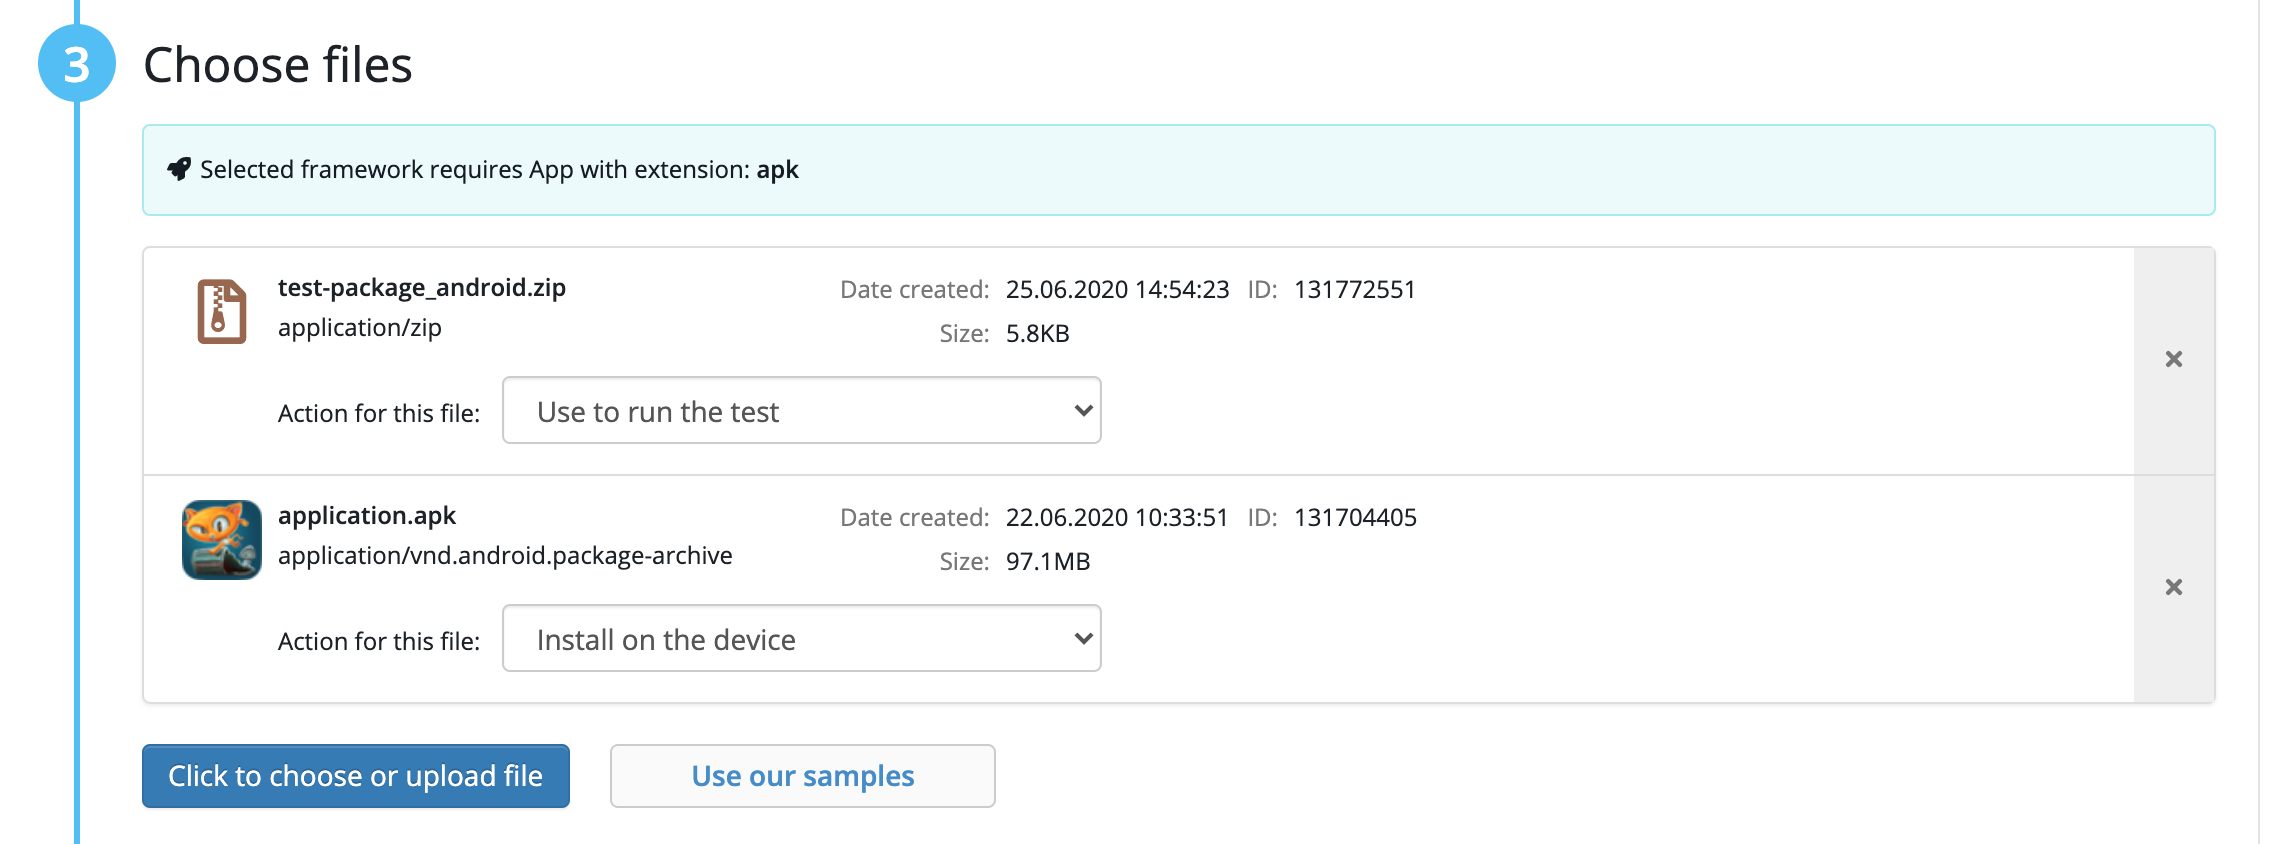 3 Choose files
Selected framework requires App with extension: apk
test-package_android.zip Date created: 25.06.2020 14:54:23 ID: 131772551
application/zip Size: 5.8KB
Action for this file: Use to run the test
application.apk Date created: 22.06.2020 10:33:51 ID: 131704405
application/vnd.android.package-archive Size: 97.1MB
Action for this file: Install on the device
Click to choose or upload file Use our samples